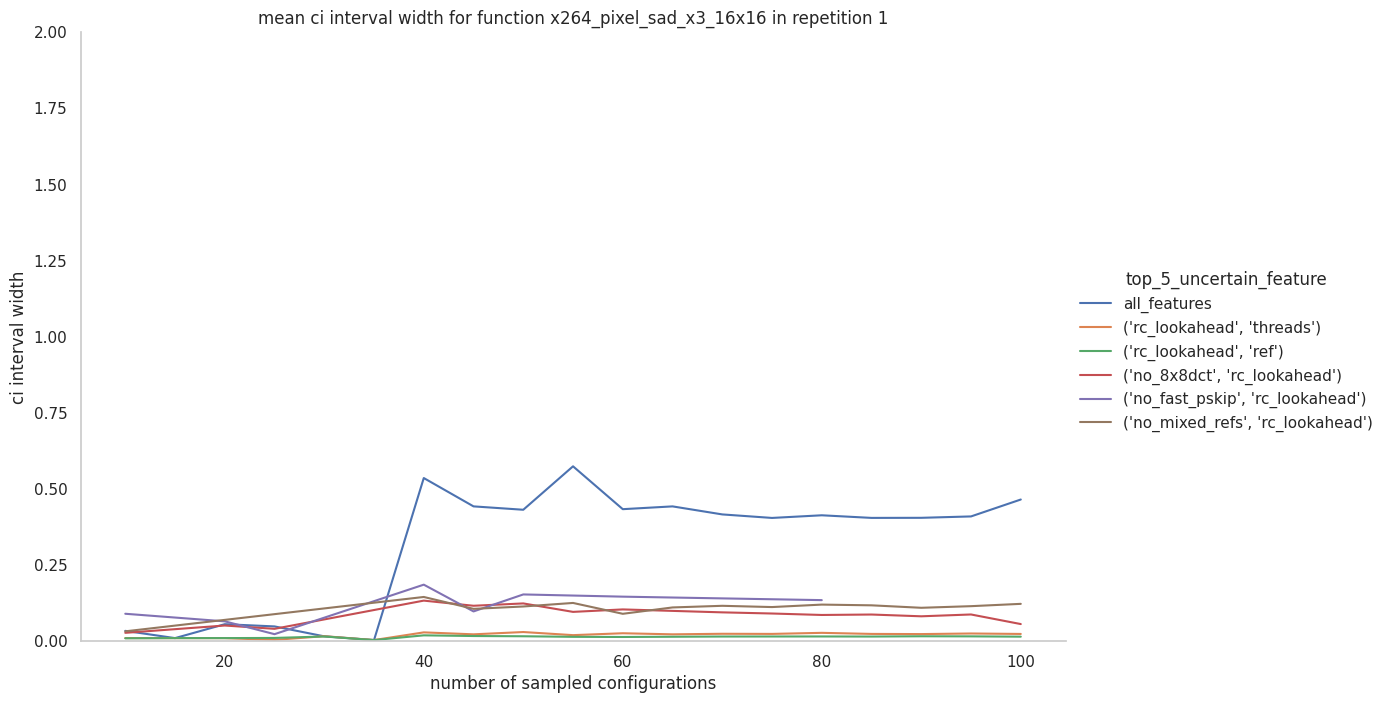 mean ci interval width for function x264_pixel_sad_x3_16x16 in repetition 1
2.00
1.75
1.50
1.25
1.00
0.75
0.50
0.25
0.00
ci interval width
20
40
60
80
100
number of sampled configurations
top_5_uncertain_feature
all_features
('rc_lookahead', 'threads')
('rc_lookahead', 'ref')
('no_8x8dct', 'rc_lookahead')
('no_fast_pskip', 'rc_lookahead')
('no_mixed_refs', 'rc_lookahead')